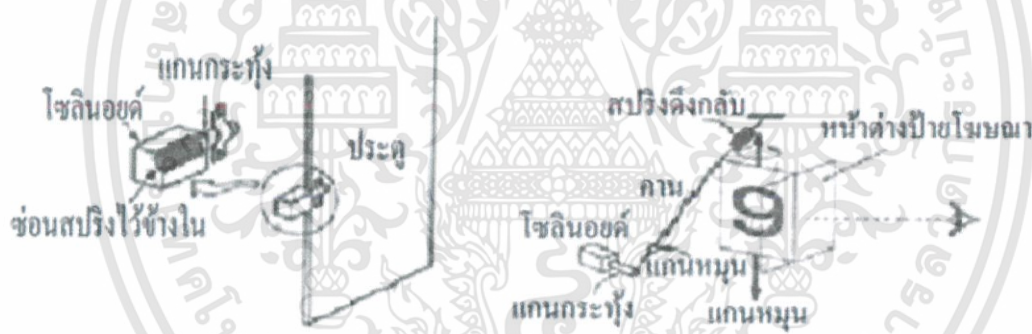 แกนกระทุ้ง
โซลินอยด์
ประตู
ซ่อนสปริงไว้ข้างใน
สปริงดึงกลับ
หน้าต่างป้ายโฆษณา
คาน
9
โซลินอยด์
แกนหมุน
แกนกระทุ้ง
แกนหมุน